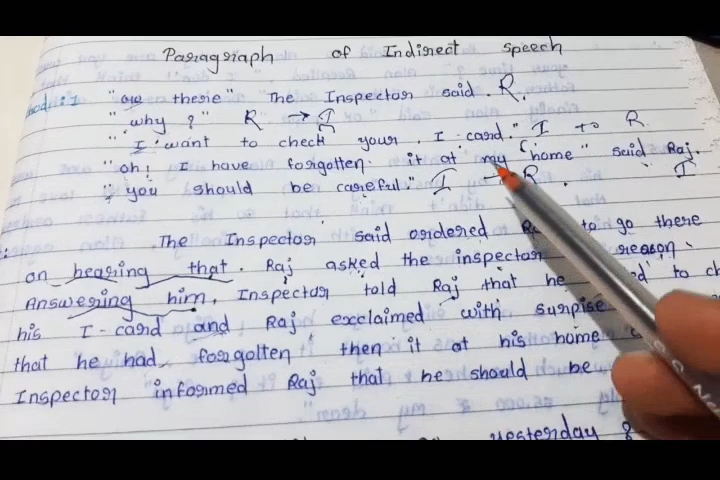 Paragraph of Indirect speech
"there" The Inspector said. R.
"why ?" R → I
"I want to check your I-card." I to R
"oh! I have forgotten it at my home" said Raj.
"you should be careful." I R. I
The Inspector said ordered to go there
on hearing that. Raj asked the inspector reason
Answering him, Inspector told Raj that he to
his I-card and Raj exclaimed with surprise
that he had forgotten then it at his home
Inspector informed Raj that he should be
yesterday